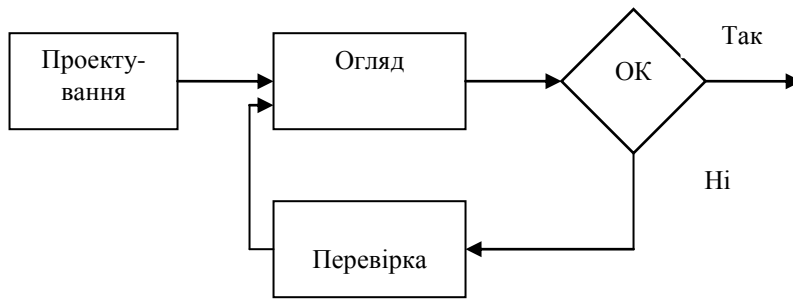 Проекту-
вання
Огляд
ОК
Так
Ні
Перевірка